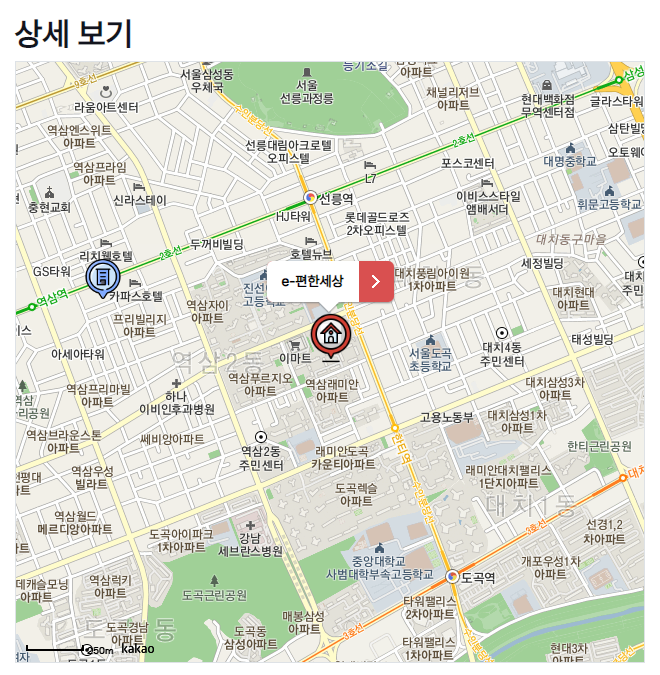 상세 보기
서울삼성동
우체국
서울
선릉과정릉
등기소길
아파트
채널리저브
아파트
현대백화점
무역센터점
삼성
글라스타워
라움아트센터
수인분당선
2호선
삼탄빌딩
오토웨이
역삼엔스위트
아파트
선릉대림아크로텔
오피스텔
대명중학교
역삼프라임
아파트
L7
포스코센터
충현교회
신라스테이
선릉역
이비스스타일
앰배서더
휘문고등학교
HJ타워
롯데골드로즈
2차오피스텔
두꺼비빌딩
2호선
호텔뉴브
대치동구마을
리치웰호텔
GS타워
e-편한세상
대치풍림아이원
1차아파트
세정빌딩
카파스호텔
역삼역
역삼자이
아파트
대치현대
아파트
프리빌리지
아파트
태성빌딩
아세아타워
역삼2동
이마트
서울도곡
초등학교
대치4동
주민센터
역삼푸르지오
아파트
역삼래미안
아파트
대치삼성3차
아파트
역삼프리마빌
아파트
하나
이비인후과병원
고용노동부
대치삼성1차
아파트
역삼브라운스톤
아파트
쎄비앙아파트
역삼2동
주민센터
래미안도곡
카운티아파트
한티역
한티근린공원
역삼우성
빌라트
래미안대치팰리스
1단지아파트
도곡렉슬
아파트
대치1동
역삼월드
메르디앙아파트
도곡아이파크
1차아파트
강남
세브란스병원
수인분당선
3호선
선경1,2
차아파트
중앙대학교
사범대학부속고등학교
개포우성1차
아파트
도곡역
역삼럭키
아파트
도곡근린공원
타워팰리스
2차아파트
매봉삼성
아파트
도곡경남
아파트
도곡동
삼성아파트
3호선
타워팰리스
1차아파트
현대3차
아파트
250m
kakao